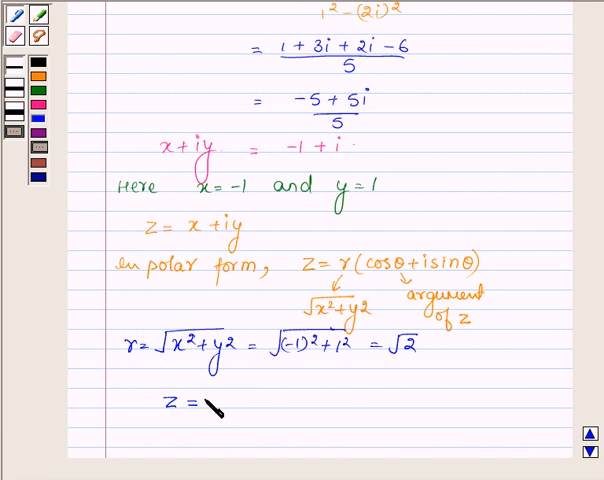 1² - (2i)²
= 1 + 3i + 2i - 6 / 5
= -5 + 5i / 5
x + iy = -1 + i
Here x = -1 and y = 1
z = x + iy
In polar form, z = r(cosθ + isinθ)
√x² + y² argument
of z
r = √x² + y² = √(-1)² + 1² = √2
z =